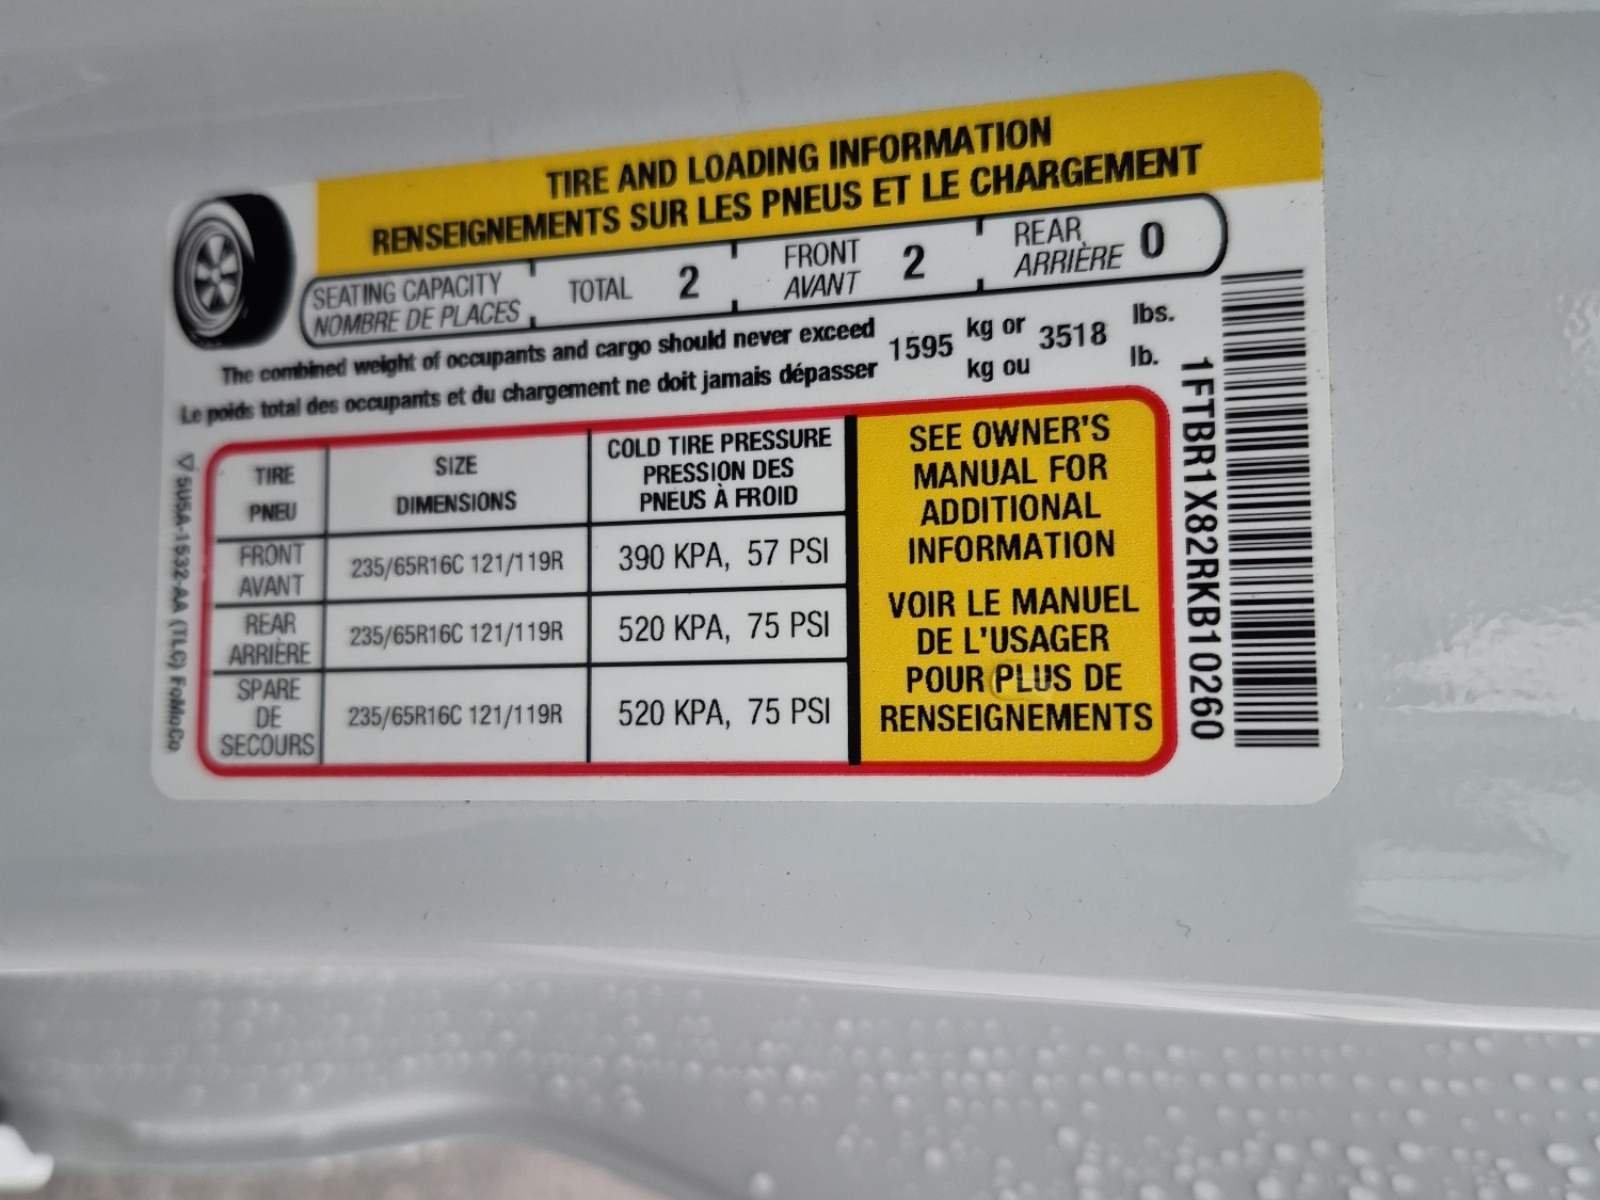 TIRE AND LOADING INFORMATION
RENSEIGNEMENTS SUR LES PNEUS ET LE CHARGEMENT
SEATING CAPACITY
NOMBRE DE PLACES
TOTAL 2
FRONT
AVANT
2
REAR
ARRIÈRE
0
The combined weight of occupants and cargo should never exceed
Le poids total des occupants et du chargement ne doit jamais dépasser
1595
kg or
kg ou
3518
lbs.
lb.
TIRE
PNEU
SIZE
DIMENSIONS
COLD TIRE PRESSURE
PRESSION DES
PNEUS À FROID
FRONT
AVANT
235/65R16C 121/119R
390 KPA, 57 PSI
REAR
ARRIÈRE
235/65R16C 121/119R
520 KPA, 75 PSI
SPARE
DE
SECOURS
235/65R16C 121/119R
520 KPA, 75 PSI
SEE OWNER'S
MANUAL FOR
ADDITIONAL
INFORMATION
VOIR LE MANUEL
DE L'USAGER
POUR PLUS DE
RENSEIGNEMENTS
5U5A-1532-AA (TLC) FoMoCo
1FTBR1X82RKB10260